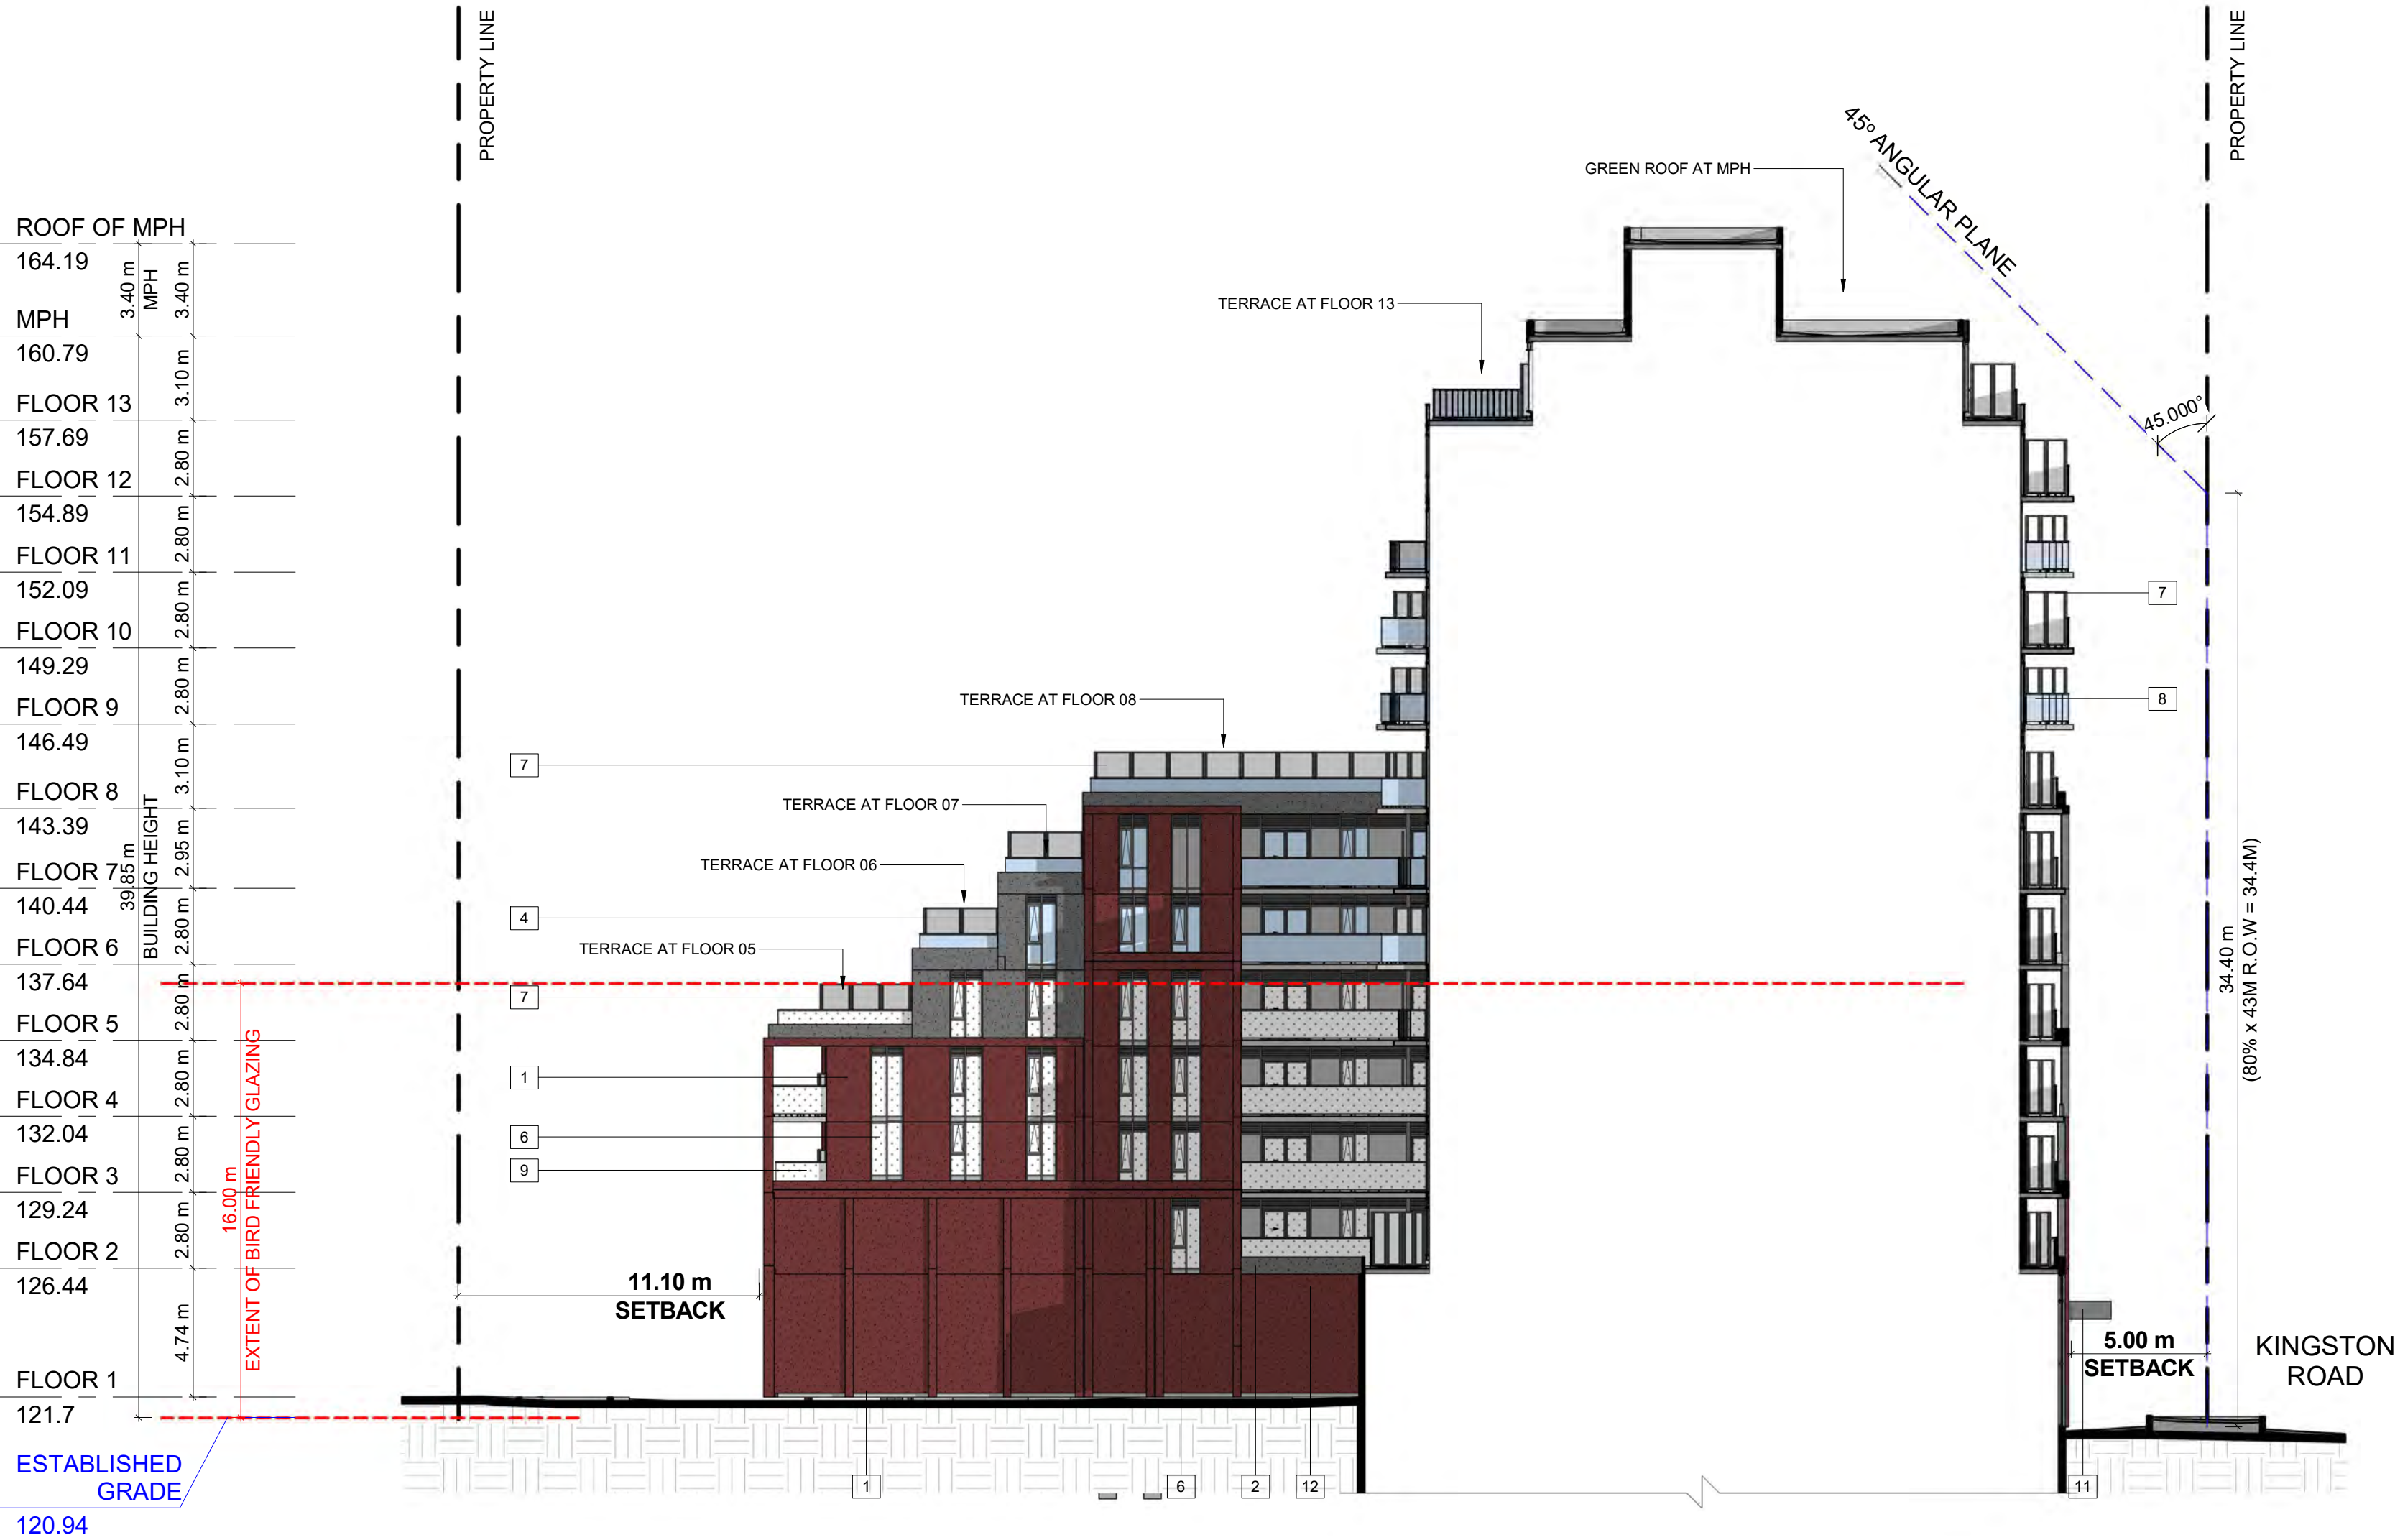 PROPERTY LINE
PROPERTY LINE
45º ANGULAR PLANE
GREEN ROOF AT MPH
ROOF OF MPH
164.19
3.40 m
MPH
3.40 m
TERRACE AT FLOOR 13
MPH
160.79
3.10 m
FLOOR 13
157.69
45.000°
2.80 m
FLOOR 12
154.89
2.80 m
FLOOR 11
152.09
7
2.80 m
FLOOR 10
149.29
2.80 m
FLOOR 9
146.49
TERRACE AT FLOOR 08
8
3.10 m
7
FLOOR 8
143.39
TERRACE AT FLOOR 07
2.95 m
39.85 m
BUILDING HEIGHT
TERRACE AT FLOOR 06
FLOOR 7
140.44
4
2.80 m
FLOOR 6
137.64
TERRACE AT FLOOR 05
7
2.80 m
34.40 m
(80% x 43M R.O.W = 34.4M)
FLOOR 5
134.84
1
2.80 m
FLOOR 4
132.04
6
2.80 m
9
FLOOR 3
129.24
16.00 m
EXTENT OF BIRD FRIENDLY GLAZING
2.80 m
FLOOR 2
126.44
11.10 m
SETBACK
4.74 m
5.00 m
SETBACK
KINGSTON
ROAD
FLOOR 1
121.7
ESTABLISHED
GRADE
120.94
1
6
2
12
11